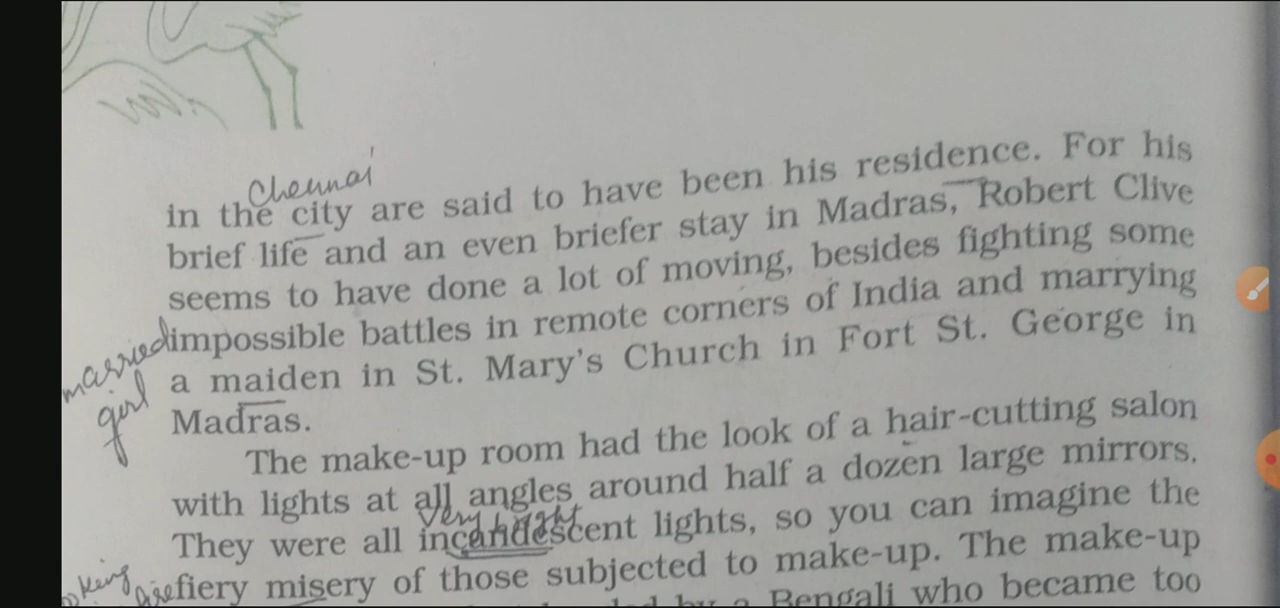 Chennai
in the city are said to have been his residence. For his
brief life and an even briefer stay in Madras, Robert Clive
seems to have done a lot of moving, besides fighting some
impossible battles in remote corners of India and marrying
married
a maiden in St. Mary's Church in Fort St. George in
girl
Madras.
The make-up room had the look of a hair-cutting salon
with lights at all angles around half a dozen large mirrors.
very bright
They were all incandescent lights, so you can imagine the
fiery misery of those subjected to make-up. The make-up
by a Bengali who became too